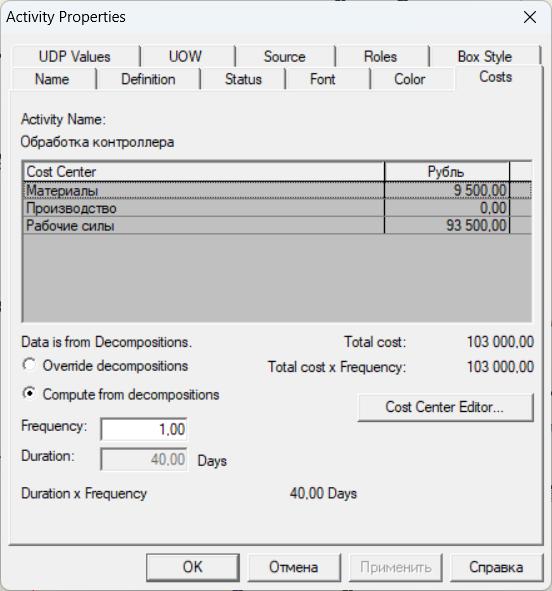 Activity Properties
UDP Values UOW Source Roles Box Style
Name Definition Status Font Color Costs
Activity Name:
Обработка контроллера
Cost Center Рубль
Материалы 9 500,00
Производство 0,00
Рабочие силы 93 500,00
Data is from Decompositions. Total cost: 103 000,00
Override decompositions Total cost x Frequency: 103 000,00
Compute from decompositions
Cost Center Editor...
Frequency: 1,00
Duration: 40,00 Days
Duration x Frequency 40,00 Days
OK Отмена Применить Справка